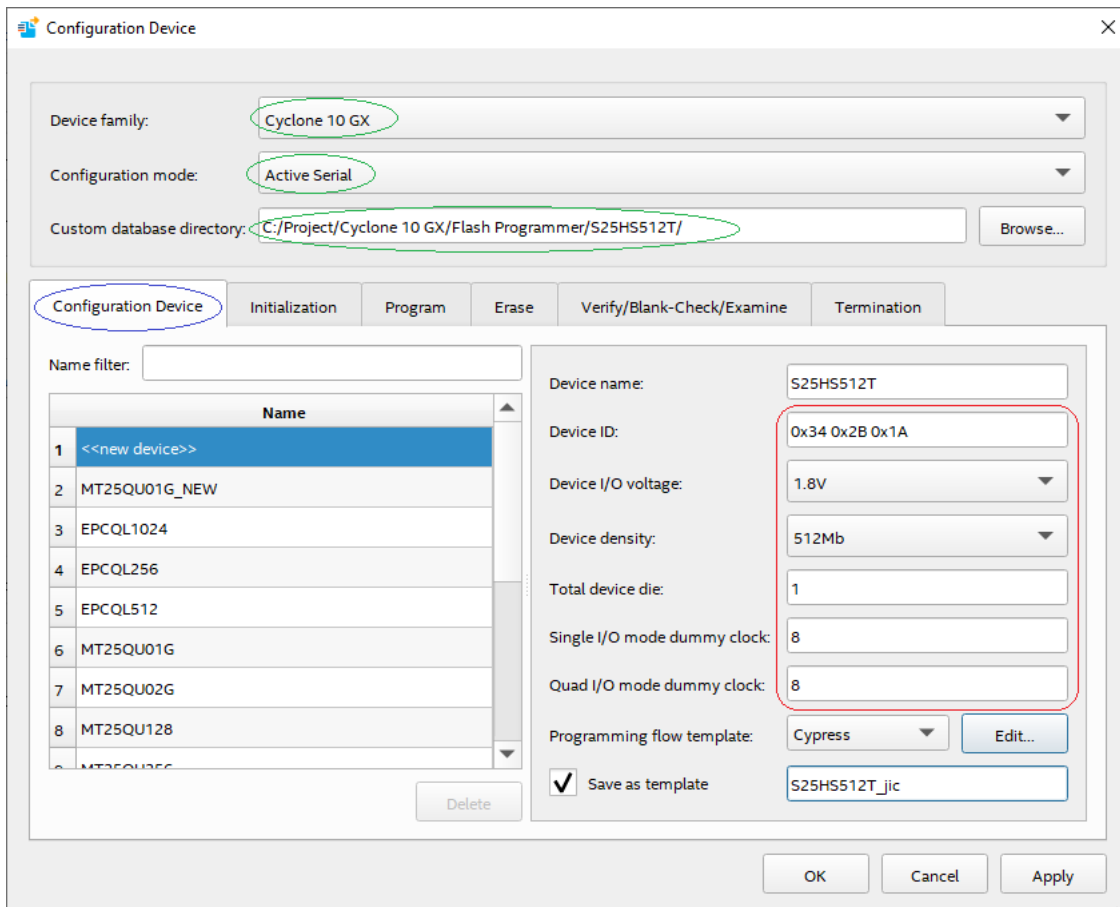 Configuration Device
Device family: Cyclone 10 GX
Configuration mode: Active Serial
Custom database directory: C:/Project/Cyclone 10 GX/Flash Programmer/S25HS512T/ Browse...
Configuration Device Initialization Program Erase Verify/Blank-Check/Examine Termination
Name filter:
Name
1 <<new device>>
2 MT25QU01G_NEW
3 EPCQL1024
4 EPCQL256
5 EPCQL512
6 MT25QU01G
7 MT25QU02G
8 MT25QU128
Delete
Device name: S25HS512T
Device ID: 0x34 0x2B 0x1A
Device I/O voltage: 1.8V
Device density: 512Mb
Total device die: 1
Single I/O mode dummy clock: 8
Quad I/O mode dummy clock: 8
Programming flow template: Cypress Edit...
Save as template S25HS512T_jic
OK Cancel Apply